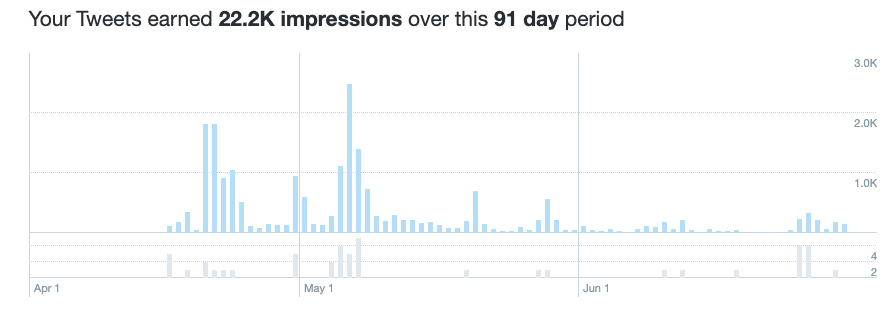 Your Tweets earned 22.2K impressions over this 91 day period
3.0K
2.0K
1.0K
4
2
Apr 1
May 1
Jun 1